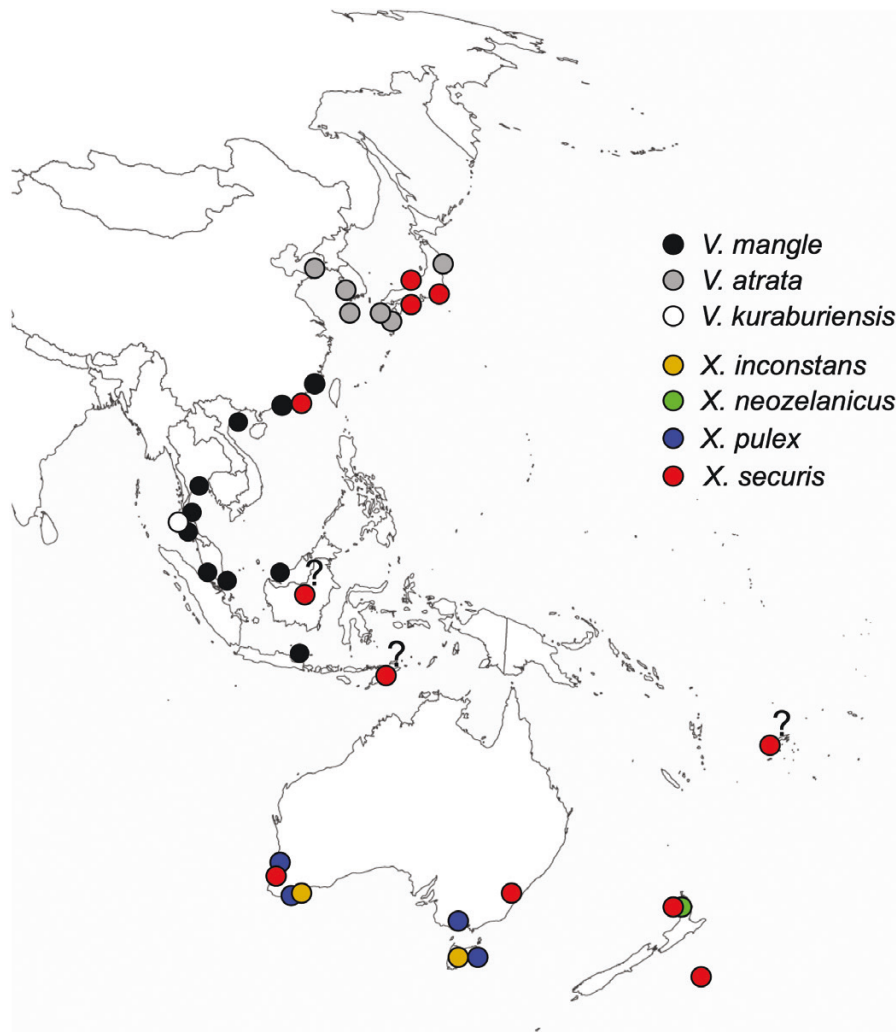 V. mangle
V. atrata
V. kuraburiensis
X. inconstans
X. neozelanicus
X. pulex
X. securis
?
?
?